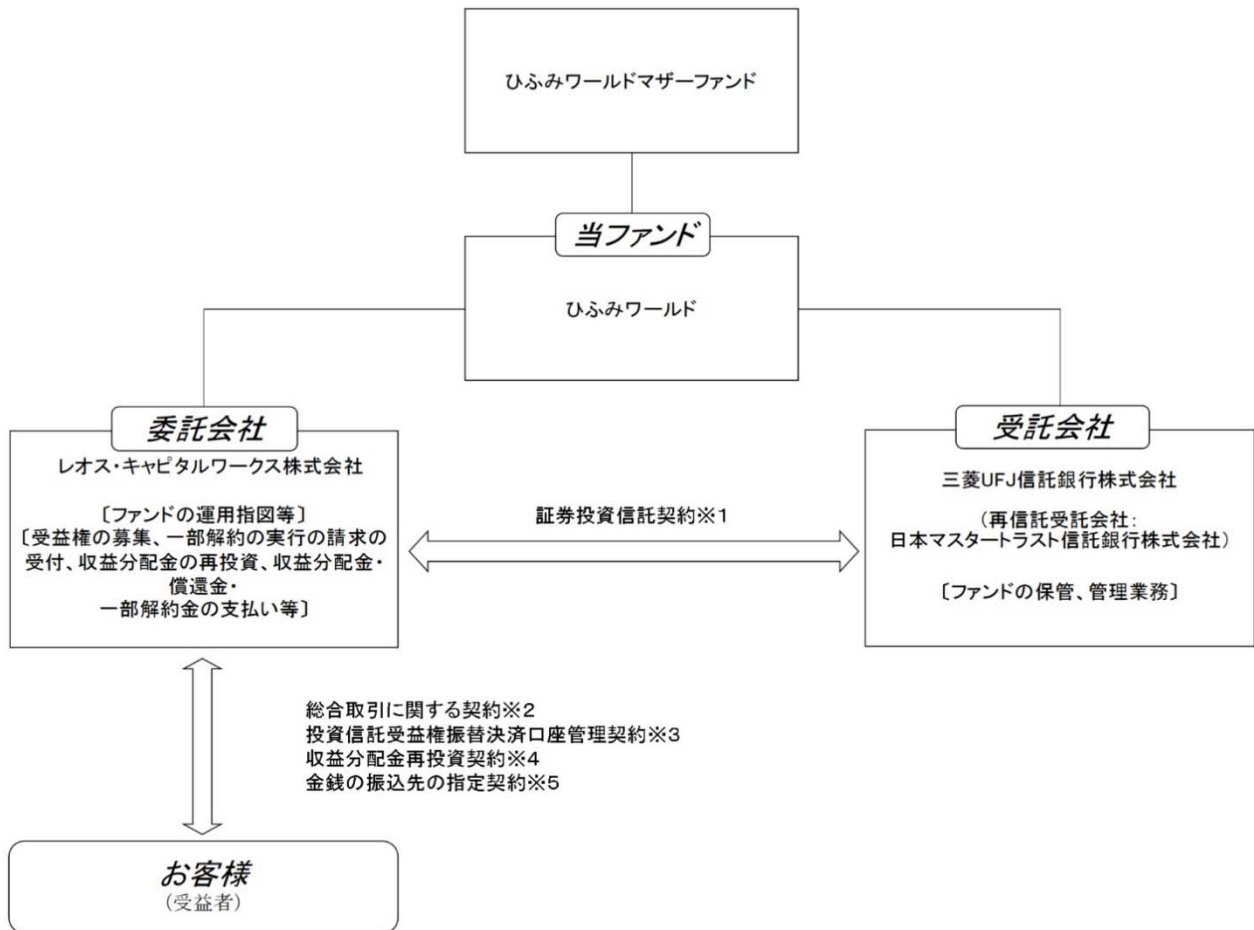 ひふみワールドマザーファンド
当ファンド
ひふみワールド
委託会社
レオス・キャピタルワークス株式会社
〔ファンドの運用指図等〕
〔受益権の募集、一部解約の実行の請求の
受付、収益分配金の再投資、収益分配金・
償還金・
一部解約金の支払い等〕
証券投資信託契約※1
受託会社
三菱UFJ信託銀行株式会社
(再信託受託会社:
日本マスタートラスト信託銀行株式会社)
〔ファンドの保管、管理業務〕
総合取引に関する契約※2
投資信託受益権振替決済口座管理契約※3
収益分配金再投資契約※4
金銭の振込先の指定契約※5
お客様
(受益者)